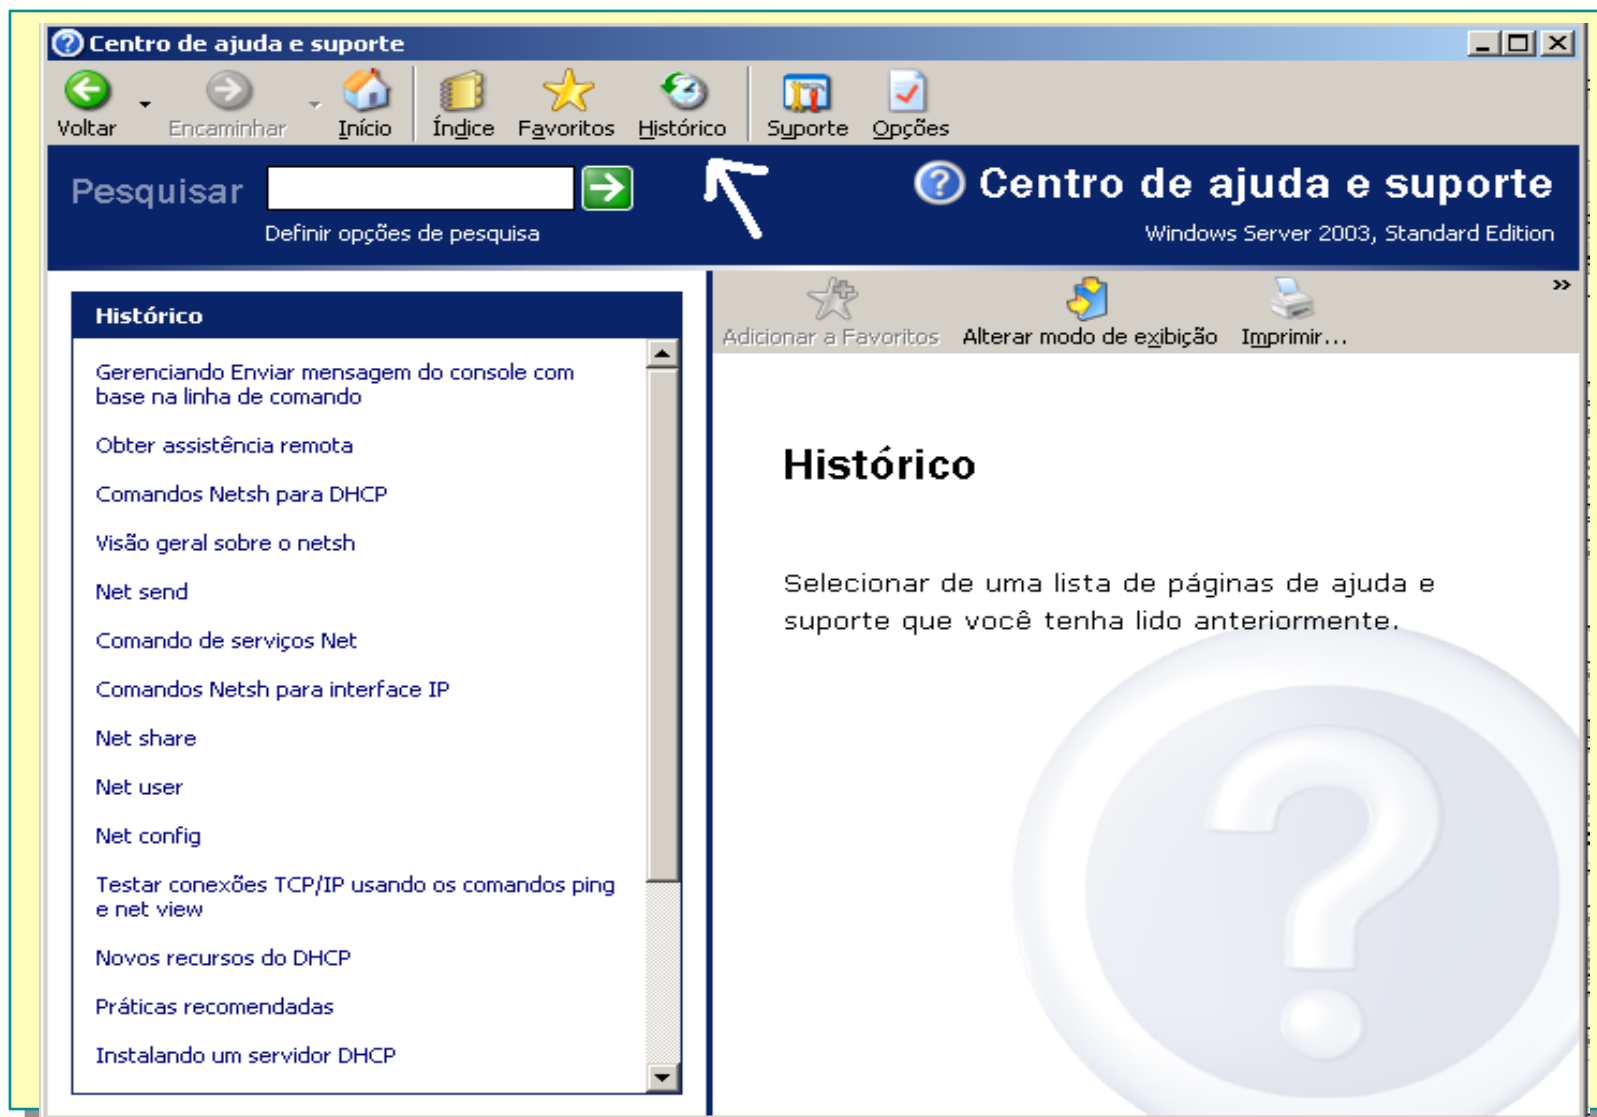 Centro de ajuda e suporte
Voltar Encaminhar Início Índice Favoritos Histórico Suporte Opções
Pesquisar
Definir opções de pesquisa
Centro de ajuda e suporte
Windows Server 2003, Standard Edition
Histórico
Gerenciando Enviar mensagem do console com
base na linha de comando
Obter assistência remota
Comandos Netsh para DHCP
Visão geral sobre o netsh
Net send
Comando de serviços Net
Comandos Netsh para interface IP
Net share
Net user
Net config
Testar conexões TCP/IP usando os comandos ping
e net view
Novos recursos do DHCP
Práticas recomendadas
Instalando um servidor DHCP
Adicionar a Favoritos Alterar modo de exibição Imprimir... »
Histórico
Selecionar de uma lista de páginas de ajuda e
suporte que você tenha lido anteriormente.